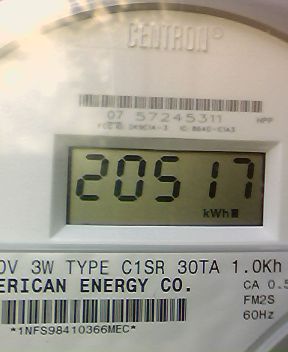 CENTRON®
07 57245311
HPP
20517
kWh
0V 3W TYPE C1SR 30TA 1.0Kh
ERICAN ENERGY CO.
CA 0.5
FM2S
60Hz
*1NFS98410366MEC*